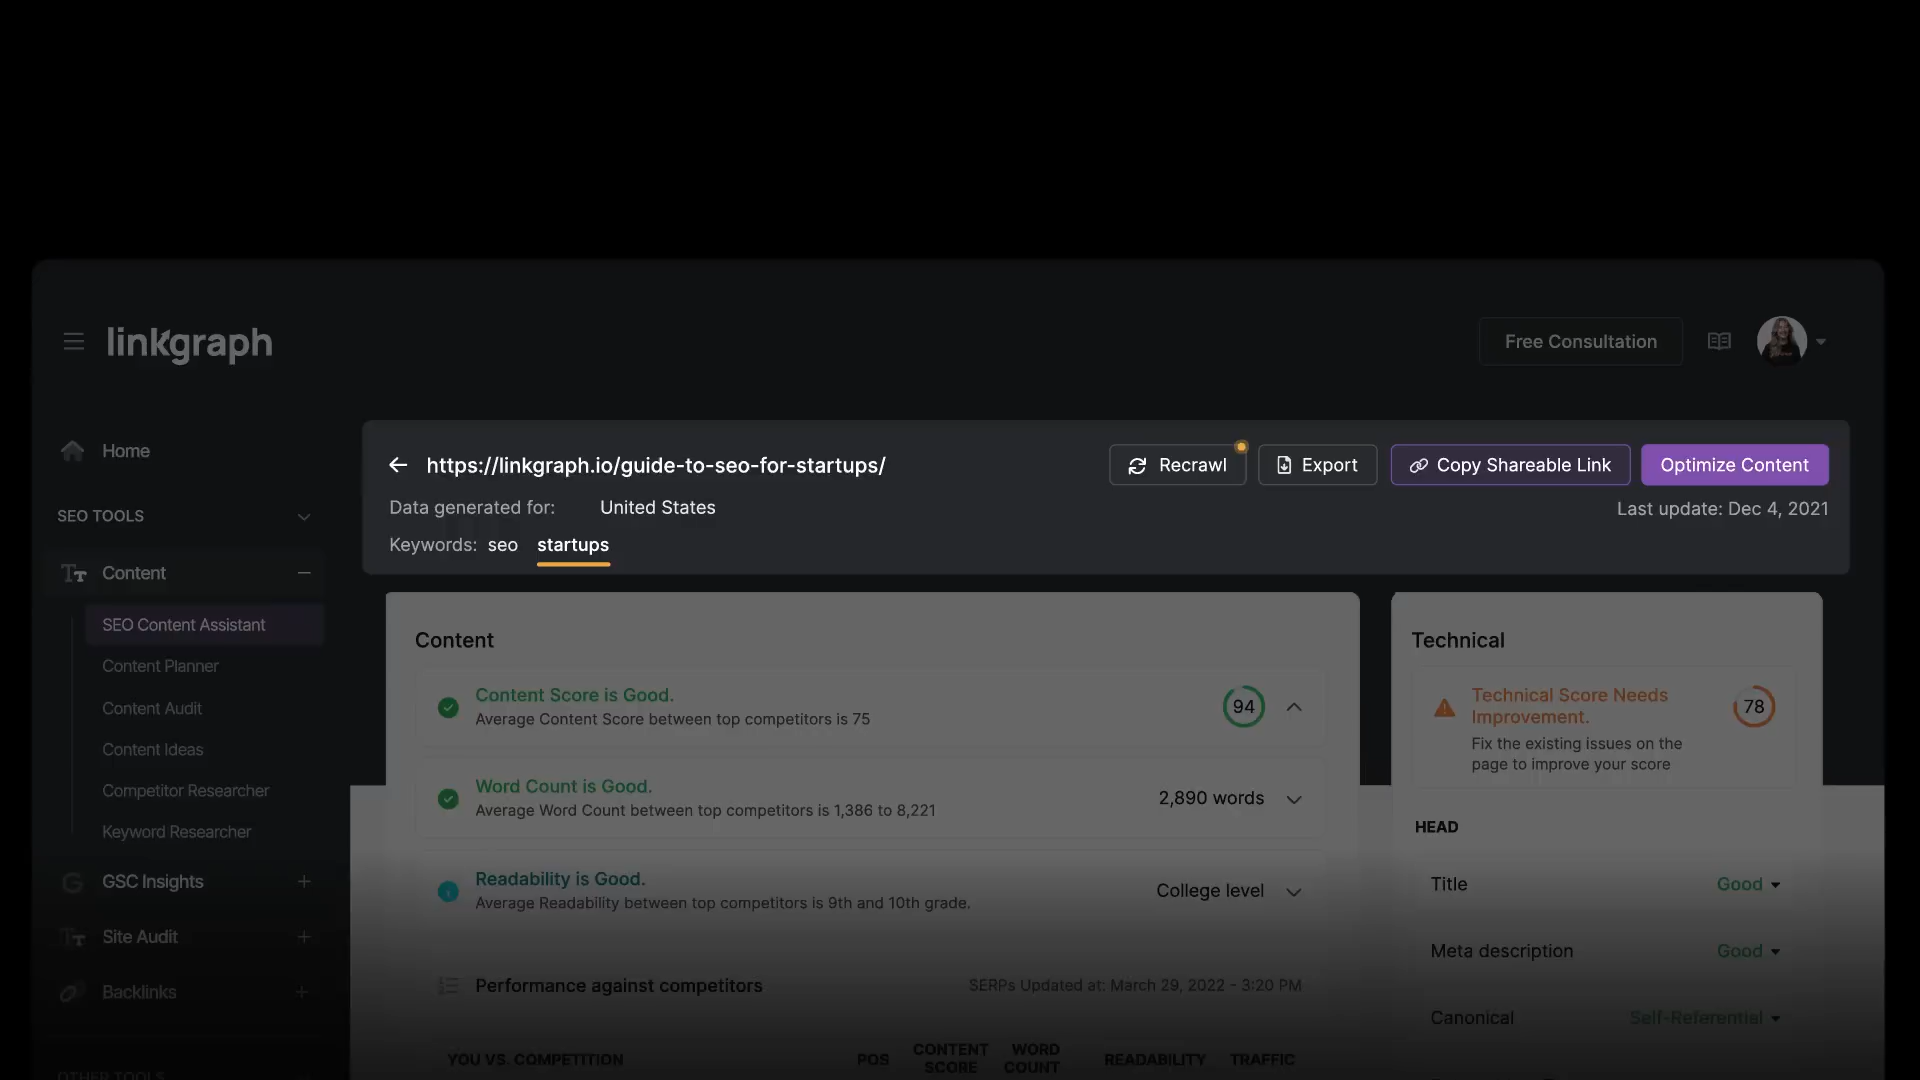 linkgraph
Free Consultation
Home
SEO TOOLS
Content
SEO Content Assistant
Content Planner
Content Audit
Content Ideas
Competitor Researcher
Keyword Researcher
GSC Insights
Site Audit
Backlinks
OTHER TOOLS
https://linkgraph.io/guide-to-seo-for-startups/
Recrawl
Export
Copy Shareable Link
Optimize Content
Data generated for: United States
Last update: Dec 4, 2021
Keywords: seo startups
Content
Content Score is Good.
Average Content Score between top competitors is 75
94
Word Count is Good.
Average Word Count between top competitors is 1,386 to 8,221
2,890 words
Readability is Good.
Average Readability between top competitors is 9th and 10th grade.
College level
Performance against competitors
SERPs Updated at: March 29, 2022 - 3:20 PM
YOU VS. COMPETITION
POS
CONTENT
SCORE
WORD
COUNT
READABILITY
TRAFFIC
Technical
Technical Score Needs
Improvement.
Fix the existing issues on the
page to improve your score
78
HEAD
Title Good
Meta description Good
Canonical Self-Referential